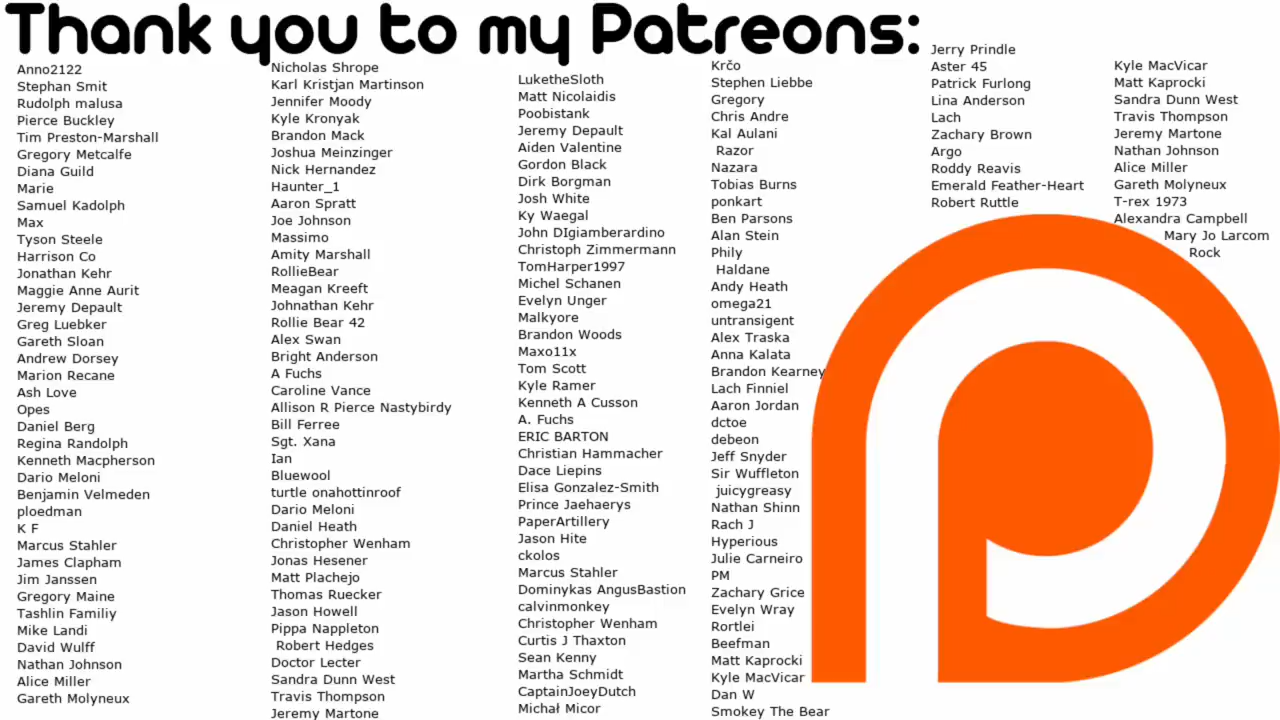 Thank you to my Patreons:
Anno2122
Stephan Smit
Rudolph malusa
Pierce Buckley
Tim Preston-Marshall
Gregory Metcalfe
Diana Guild
Marie
Samuel Kadolph
Max
Tyson Steele
Harrison Co
Jonathan Kehr
Maggie Anne Aurit
Jeremy Depault
Greg Luebker
Gareth Sloan
Andrew Dorsey
Marion Recane
Ash Love
Opes
Daniel Berg
Regina Randolph
Kenneth Macpherson
Dario Meloni
Benjamin Velmeden
ploedman
K F
Marcus Stahler
James Clapham
Jim Janssen
Gregory Maine
Tashlin Familiy
Mike Landi
David Wulff
Nathan Johnson
Alice Miller
Gareth Molyneux
Nicholas Shrope
Karl Kristjan Martinson
Jennifer Moody
Kyle Kronyak
Brandon Mack
Joshua Meinzinger
Nick Hernandez
Haunter_1
Aaron Spratt
Joe Johnson
Massimo
Amity Marshall
RollieBear
Meagan Kreeft
Johnathan Kehr
Rollie Bear 42
Alex Swan
Bright Anderson
A Fuchs
Caroline Vance
Allison R Pierce Nastybirdy
Bill Ferree
Sgt. Xana
Ian
Bluewool
turtle onahottinroof
Dario Meloni
Daniel Heath
Christopher Wenham
Jonas Hesener
Matt Plachejo
Thomas Ruecker
Jason Howell
Pippa Nappleton
Robert Hedges
Doctor Lecter
Sandra Dunn West
Travis Thompson
Jeremy Martone
LuketheSloth
Matt Nicolaidis
Poobistank
Jeremy Depault
Aiden Valentine
Gordon Black
Dirk Borgman
Josh White
Ky Waegal
John DIgiamberardino
Christoph Zimmermann
TomHarper1997
Michel Schanen
Evelyn Unger
Malkyore
Brandon Woods
Maxo11x
Tom Scott
Kyle Ramer
Kenneth A Cusson
A. Fuchs
ERIC BARTON
Christian Hammacher
Dace Liepins
Elisa Gonzalez-Smith
Prince Jaehaerys
PaperArtillery
Jason Hite
ckolos
Marcus Stahler
Dominykas AngusBastion
calvinmonkey
Christopher Wenham
Curtis J Thaxton
Sean Kenny
Martha Schmidt
CaptainJoeyDutch
Michał Micor
Krčo
Stephen Liebbe
Gregory
Chris Andre
Kal Aulani
Razor
Nazara
Tobias Burns
ponkart
Ben Parsons
Alan Stein
Phily
Haldane
Andy Heath
omega21
untransigent
Alex Traska
Anna Kalata
Brandon Kearney
Lach Finniel
Aaron Jordan
dctoe
debeon
Jeff Snyder
Sir Wuffleton
juicygreasy
Nathan Shinn
Rach J
Hyperious
Julie Carneiro
PM
Zachary Grice
Evelyn Wray
Rortlei
Beefman
Matt Kaprocki
Kyle MacVicar
Dan W
Smokey The Bear
Jerry Prindle
Aster 45
Patrick Furlong
Lina Anderson
Lach
Zachary Brown
Argo
Roddy Reavis
Emerald Feather-Heart
Robert Ruttle
Kyle MacVicar
Matt Kaprocki
Sandra Dunn West
Travis Thompson
Jeremy Martone
Nathan Johnson
Alice Miller
Gareth Molyneux
T-rex 1973
Alexandra Campbell
Mary Jo Larcom
Rock